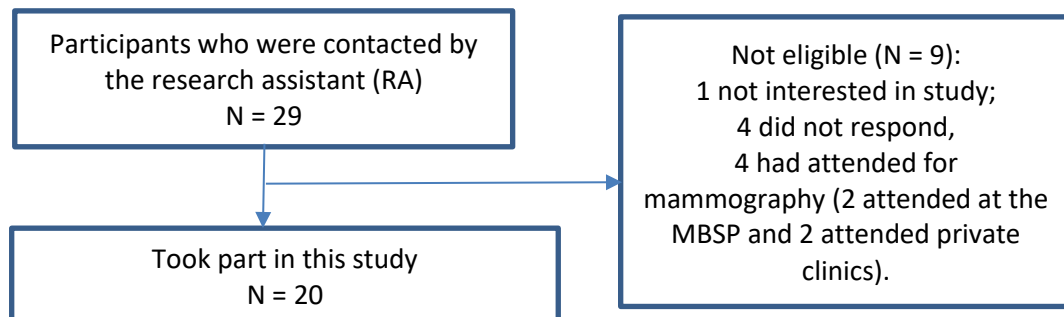 Participants who were contacted by
the research assistant (RA)
N = 29
Not eligible (N = 9):
1 not interested in study;
4 did not respond,
4 had attended for
mammography (2 attended at the
MBSP and 2 attended private
clinics).
Took part in this study
N = 20